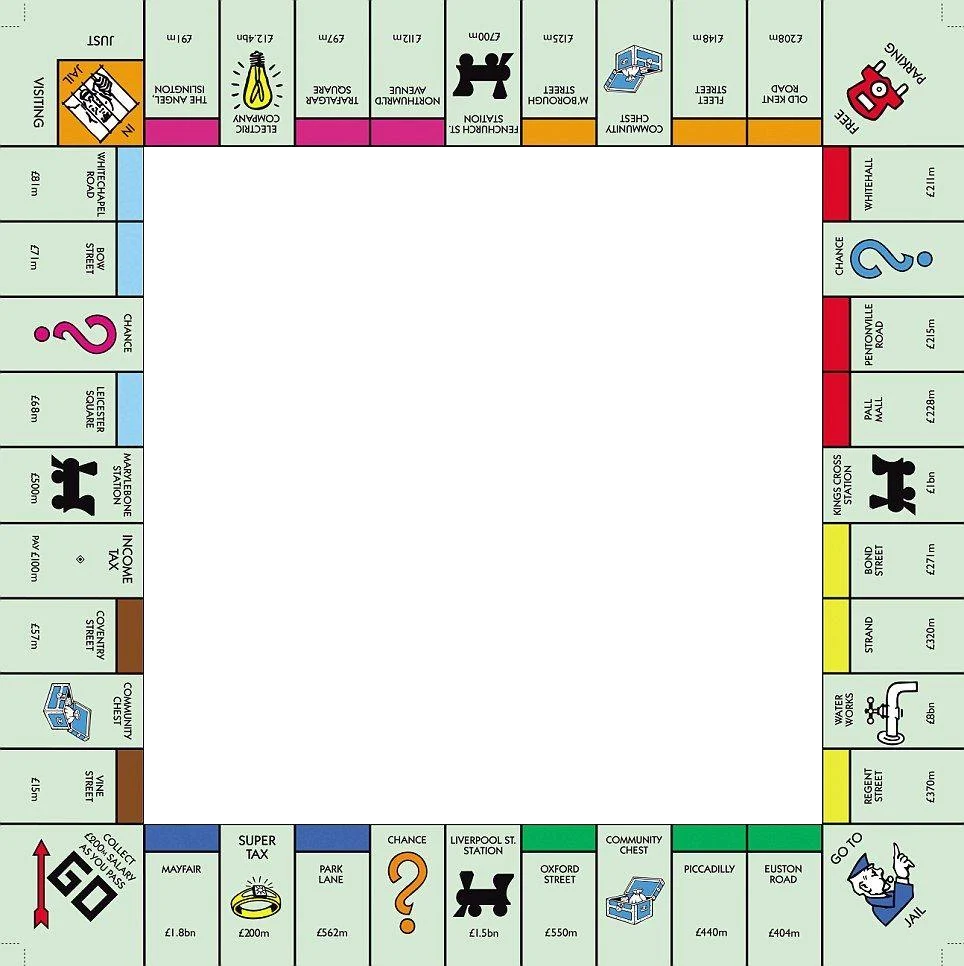 JUST
VISITING
IN
JAIL
THE ANGEL,
ISLINGTON
£91m
ELECTRIC
COMPANY
£12.4bn
TRAFALGAR
SQUARE
£97m
NORTHUMR'LD
AVENUE
£112m
FENCHURCH ST.
STATION
£700m
M'BOROUGH
STREET
£125m
COMMUNITY
CHEST
FLEET
STREET
£148m
OLD KENT
ROAD
£208m
FREE
PARKING
WHITEHALL
£211m
CHANCE
PENTONVILLE
ROAD
£215m
PALL
MALL
£228m
KINGS CROSS
STATION
£1bn
BOND
STREET
£271m
STRAND
£320m
WATER
WORKS
£8bn
REGENT
STREET
£370m
GO TO
JAIL
EUSTON
ROAD
£404m
PICCADILLY
£440m
COMMUNITY
CHEST
OXFORD
STREET
£550m
LIVERPOOL ST.
STATION
£1.5bn
CHANCE
PARK
LANE
£562m
SUPER
TAX
£200m
MAYFAIR
£1.8bn
COLLECT
£200M SALARY
AS YOU PASS
GO
VINE
STREET
£15m
COMMUNITY
CHEST
COVENTRY
STREET
£57m
INCOME
TAX
PAY £100m
MARYLEBONE
STATION
£500m
LEICESTER
SQUARE
£68m
CHANCE
BOW
STREET
£71m
WHITECHAPEL
ROAD
£81m